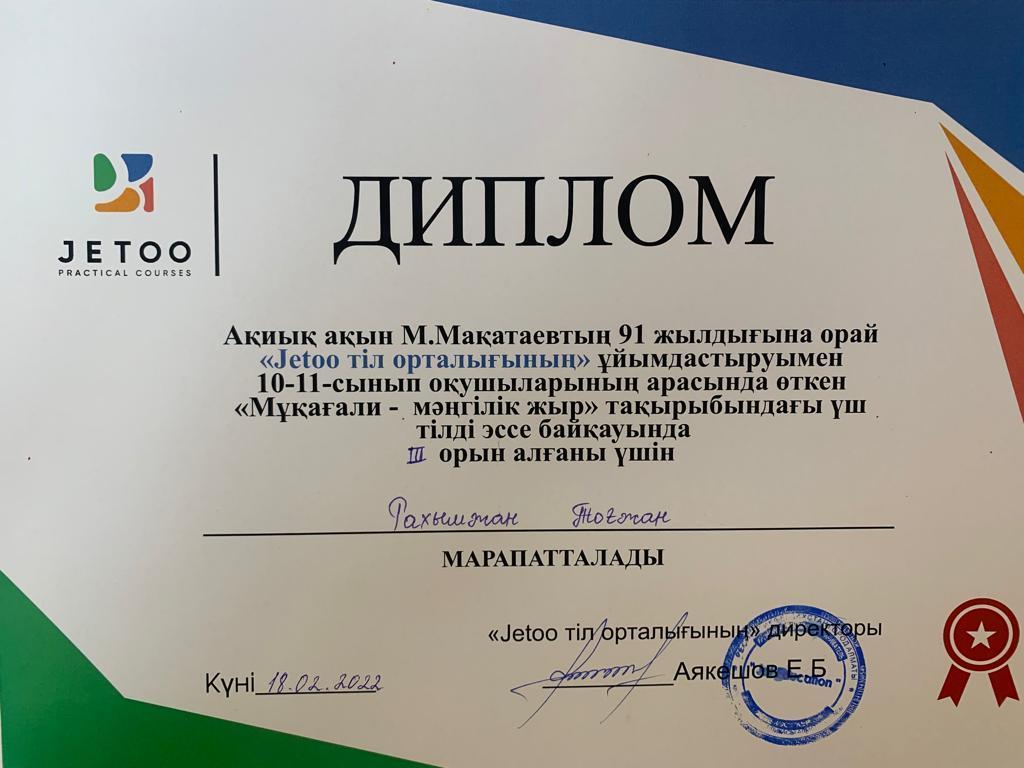 JETOO
PRACTICAL COURSES
ДИПЛОМ
Ақиық ақын М.Мақатаевтың 91 жылдығына орай
«Jetoo тіл орталығының» ұйымдастыруымен
10-11-сынып оқушыларының арасында өткен
«Мұқағали - мәңгілік жыр» тақырыбындағы үш
тілді эссе байқауында
III орын алғаны үшін
Рахымжан Тоғжан
МАРАПАТТАЛАДЫ
«Jetoo тіл орталығының» директоры
Аякешов Е.Б.
Күні 18.02.2022